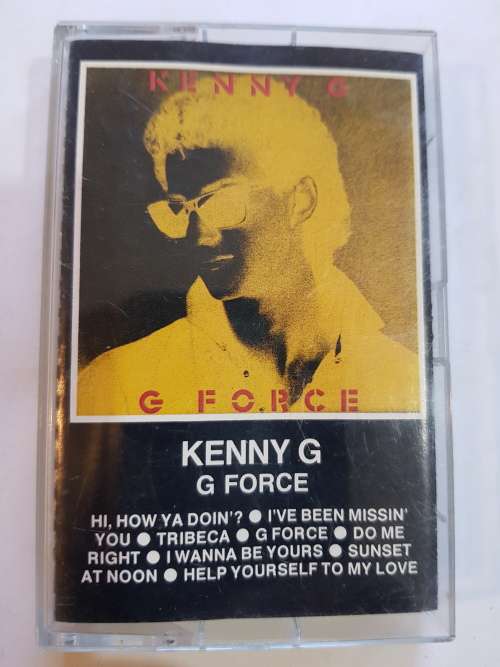 KENNY G
G FORCE
KENNY G
G FORCE
HI, HOW YA DOIN'? ● I'VE BEEN MISSIN'
YOU ● TRIBECA ● G FORCE ● DO ME
RIGHT ● I WANNA BE YOURS ● SUNSET
AT NOON ● HELP YOURSELF TO MY LOVE